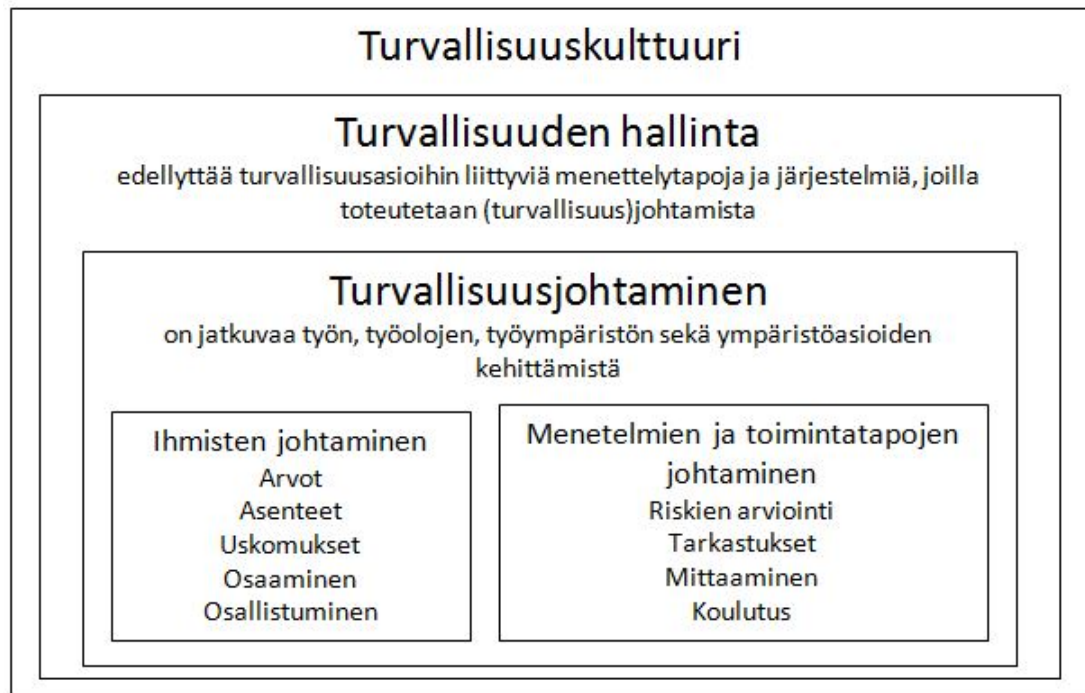 Turvallisuuskulttuuri
Turvallisuuden hallinta
edellyttää turvallisuusasioihin liittyviä menettelytapoja ja järjestelmiä, joilla
toteutetaan (turvallisuus)johtamista
Turvallisuusjohtaminen
on jatkuvaa työn, työolojen, työympäristön sekä ympäristöasioiden
kehittämistä
Ihmisten johtaminen
Arvot
Asenteet
Uskomukset
Osaaminen
Osallistuminen
Menetelmien ja toimintatapojen
johtaminen
Riskien arviointi
Tarkastukset
Mittaaminen
Koulutus